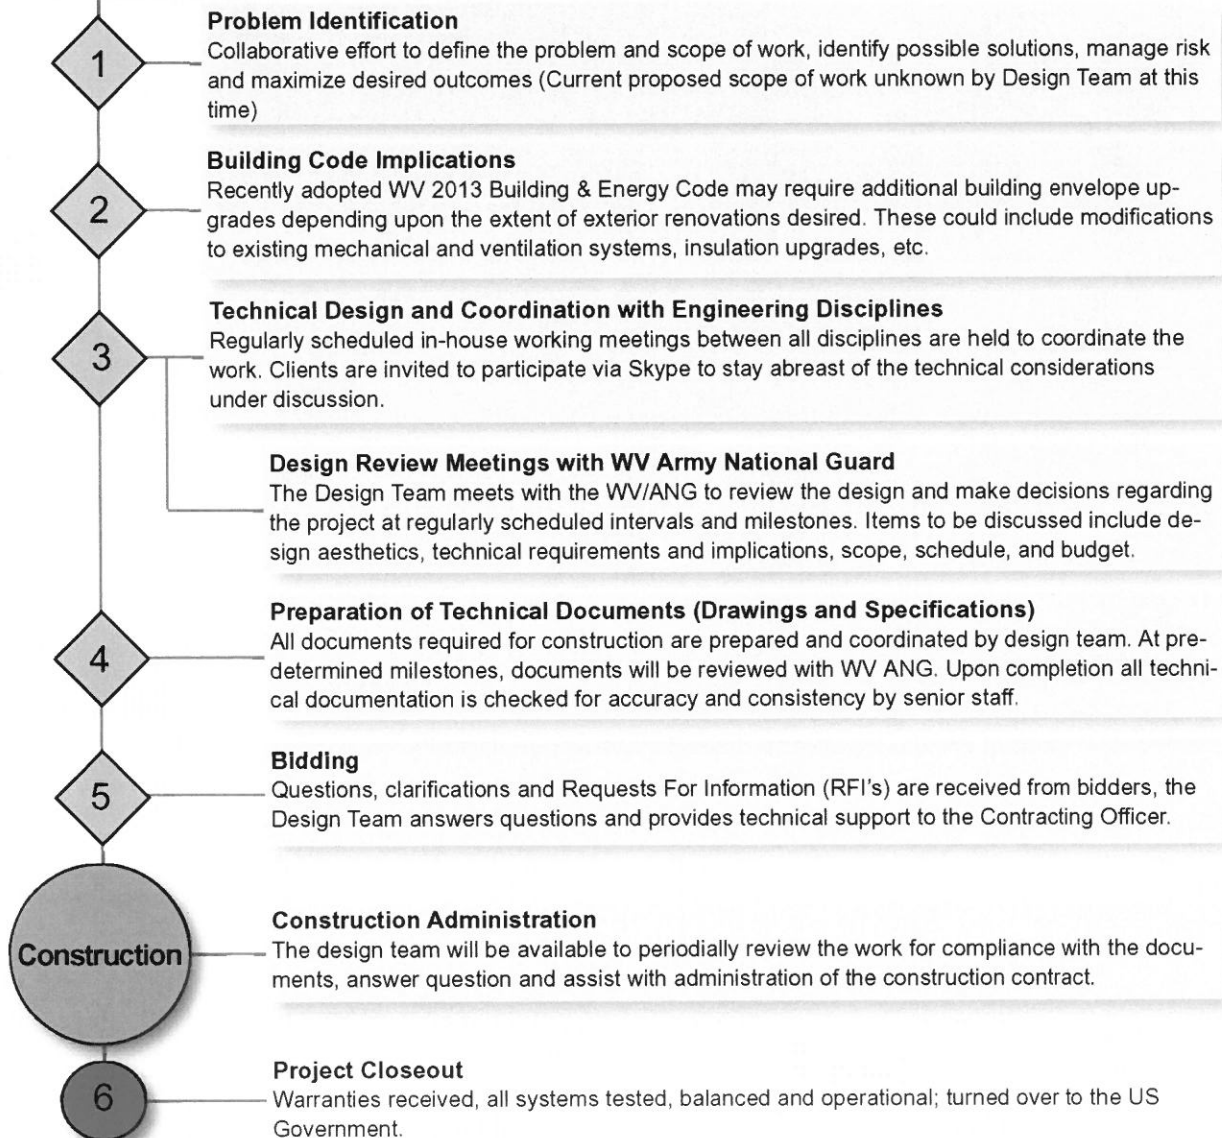 1
Problem Identification
Collaborative effort to define the problem and scope of work, identify possible solutions, manage risk
and maximize desired outcomes (Current proposed scope of work unknown by Design Team at this
time)
2
Building Code Implications
Recently adopted WV 2013 Building & Energy Code may require additional building envelope up-
grades depending upon the extent of exterior renovations desired. These could include modifications
to existing mechanical and ventilation systems, insulation upgrades, etc.
3
Technical Design and Coordination with Engineering Disciplines
Regularly scheduled in-house working meetings between all disciplines are held to coordinate the
work. Clients are invited to participate via Skype to stay abreast of the technical considerations
under discussion.
Design Review Meetings with WV Army National Guard
The Design Team meets with the WV/ANG to review the design and make decisions regarding
the project at regularly scheduled intervals and milestones. Items to be discussed include de-
sign aesthetics, technical requirements and implications, scope, schedule, and budget.
4
Preparation of Technical Documents (Drawings and Specifications)
All documents required for construction are prepared and coordinated by design team. At pre-
determined milestones, documents will be reviewed with WV ANG. Upon completion all techni-
cal documentation is checked for accuracy and consistency by senior staff.
5
Bidding
Questions, clarifications and Requests For Information (RFI's) are received from bidders, the
Design Team answers questions and provides technical support to the Contracting Officer.
Construction
Construction Administration
The design team will be available to periodially review the work for compliance with the docu-
ments, answer question and assist with administration of the construction contract.
6
Project Closeout
Warranties received, all systems tested, balanced and operational; turned over to the US
Government.